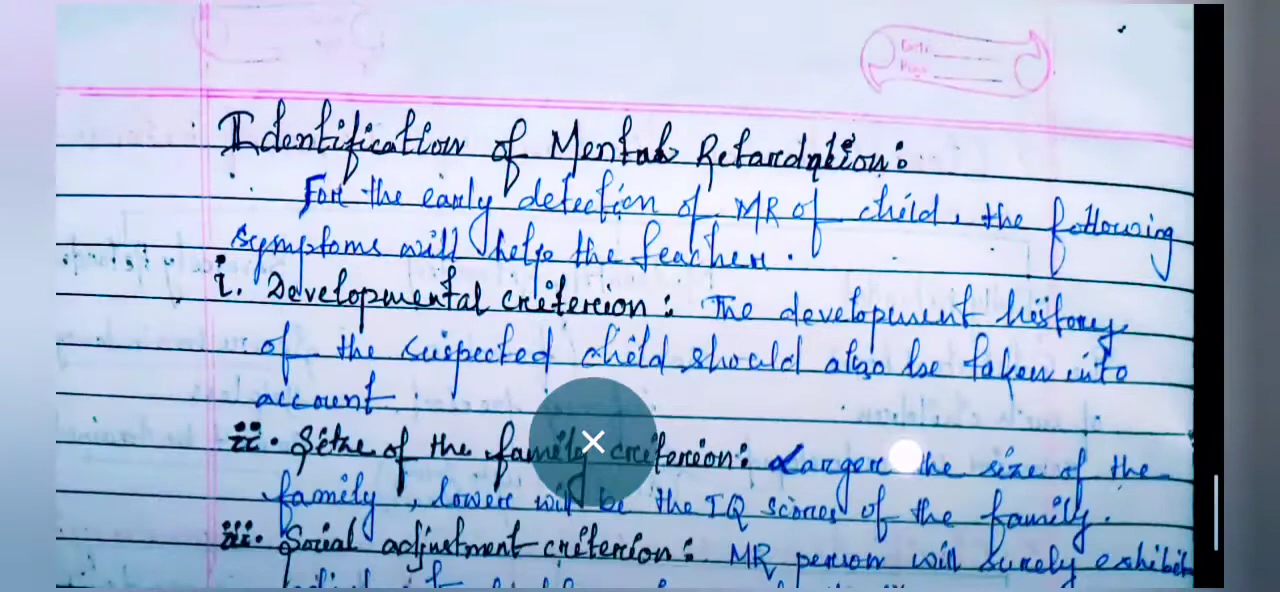 Date
Page
Identification of Mental Retardation:
For the early detection of MR of child, the following
symptoms will helps the teacher.
i. Developmental criterion: The development history
of the suspected child should also be taken into
account
ii. Size of the family criterion: Larger the size of the
family, lower will be the IQ scores of the family.
iii. Social adjustment criterion: MR person will surely exhibit